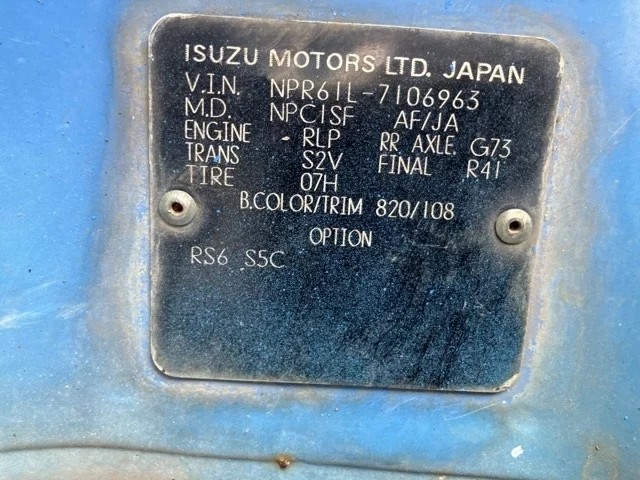 ISUZU MOTORS LTD. JAPAN
V.I.N. NPR61L-7106963
M.D. NPC1SF AF/JA
ENGINE RLP RR AXLE G73
TRANS S2V FINAL R41
TIRE 07H
B.COLOR/TRIM 820/108
OPTION
RS6 S5C